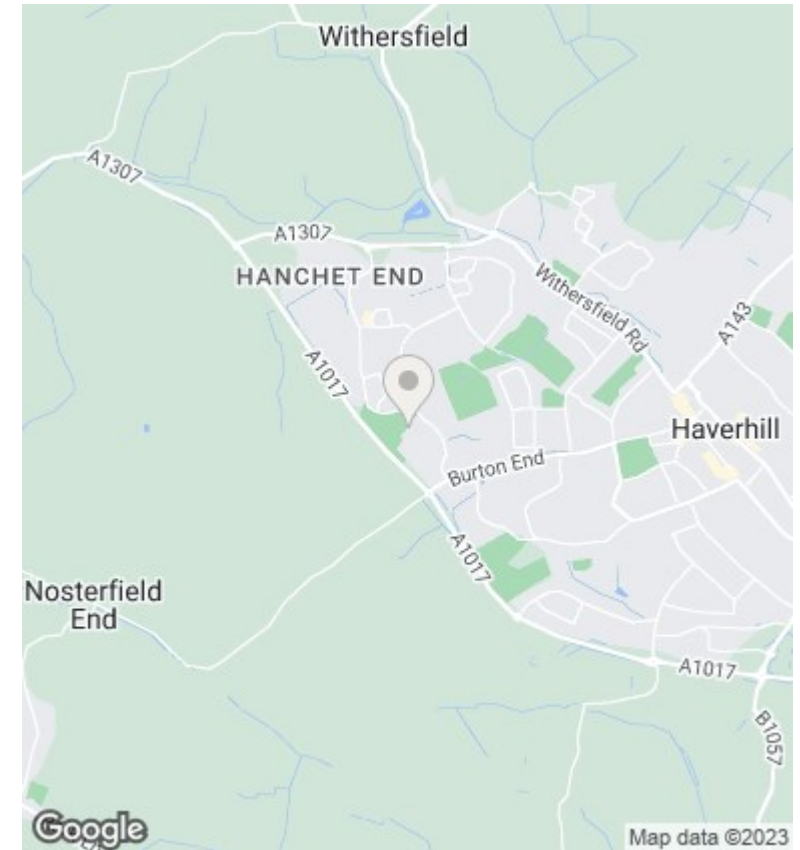 Withersfield
A1307
A1307
HANCHET END
Withersfield Rd
A143
A1017
Haverhill
Burton End
A1017
Nosterfield
End
A1017
B1057
Google
Map data ©2023